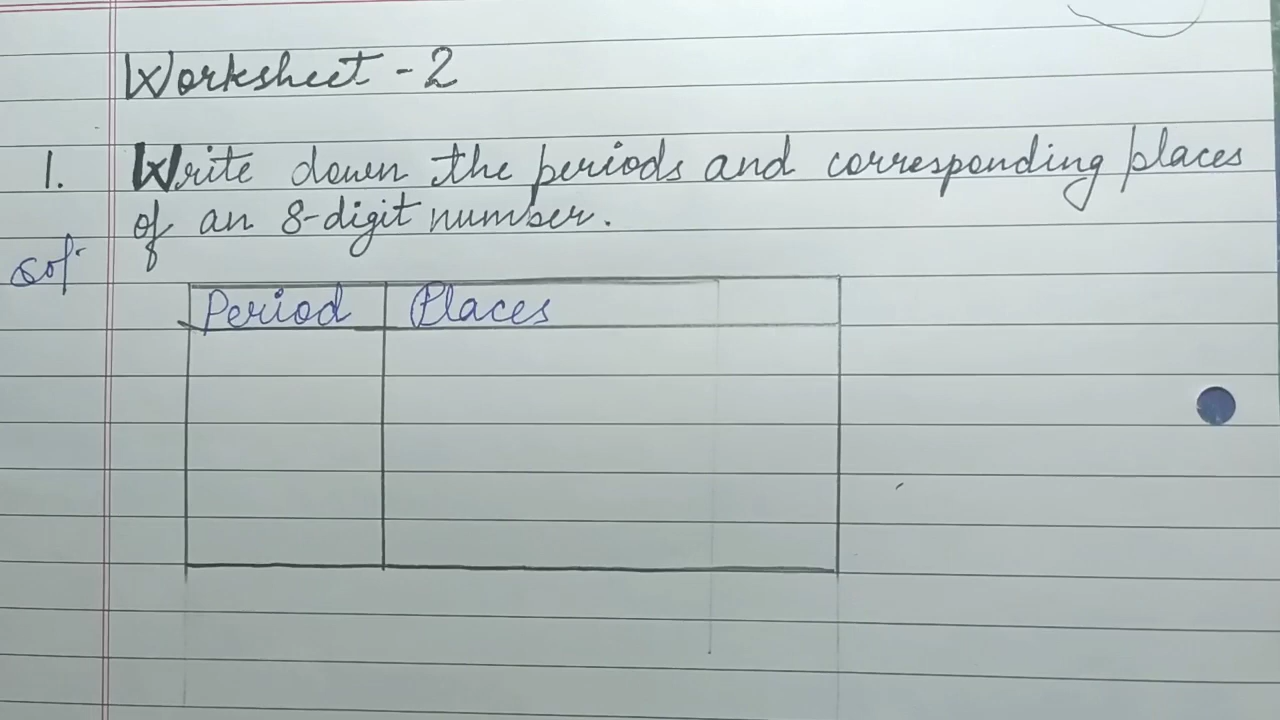 Worksheet - 2
1. Write down the periods and corresponding places
of an 8-digit number.
Sol.
Period Places